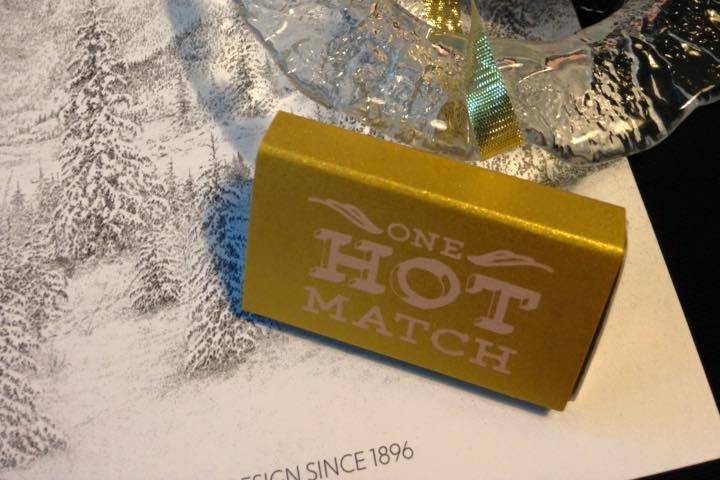 ONE
HOT
MATCH
SINCE 1896